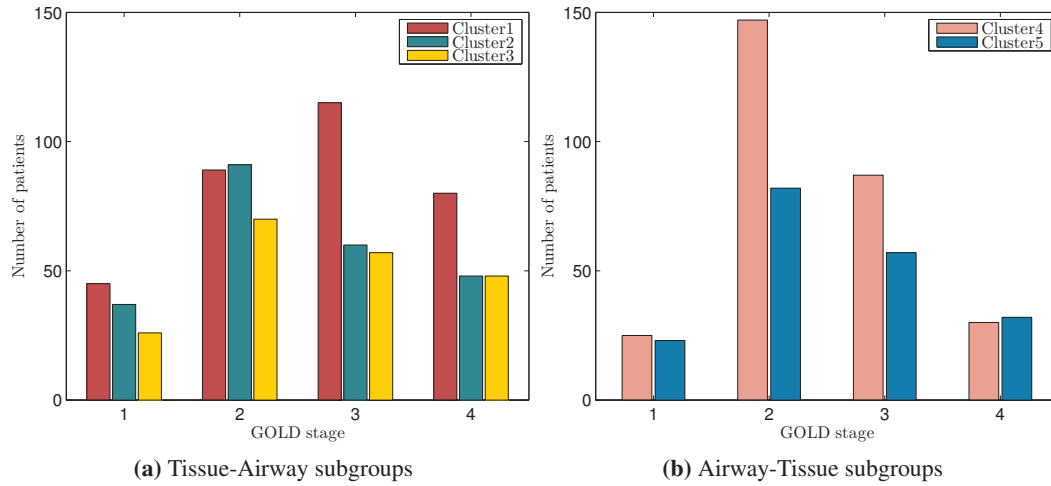 150
100
50
0
Number of patients
1 2 3 4
GOLD stage
Cluster1
Cluster2
Cluster3
(a) Tissue-Airway subgroups
150
100
50
0
Number of patients
1 2 3 4
GOLD stage
Cluster4
Cluster5
(b) Airway-Tissue subgroups